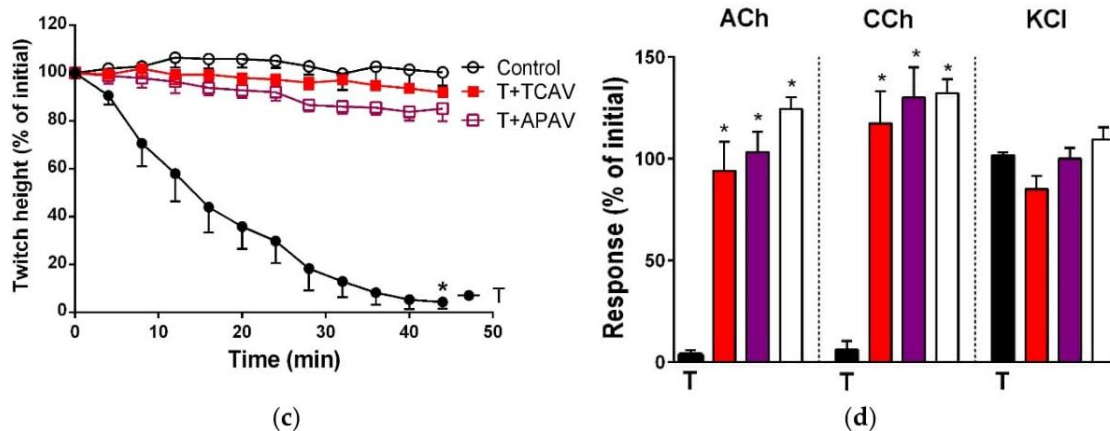 120
100
80
60
40
20
0
Twitch height (% of initial)
Control
T+TCAV
T+APAV
*
T
0 10 20 30 40 50
Time (min)
(c)
ACh CCh KCl
150
100
50
0
Response (% of initial)
* * * * * *
T T T
(d)